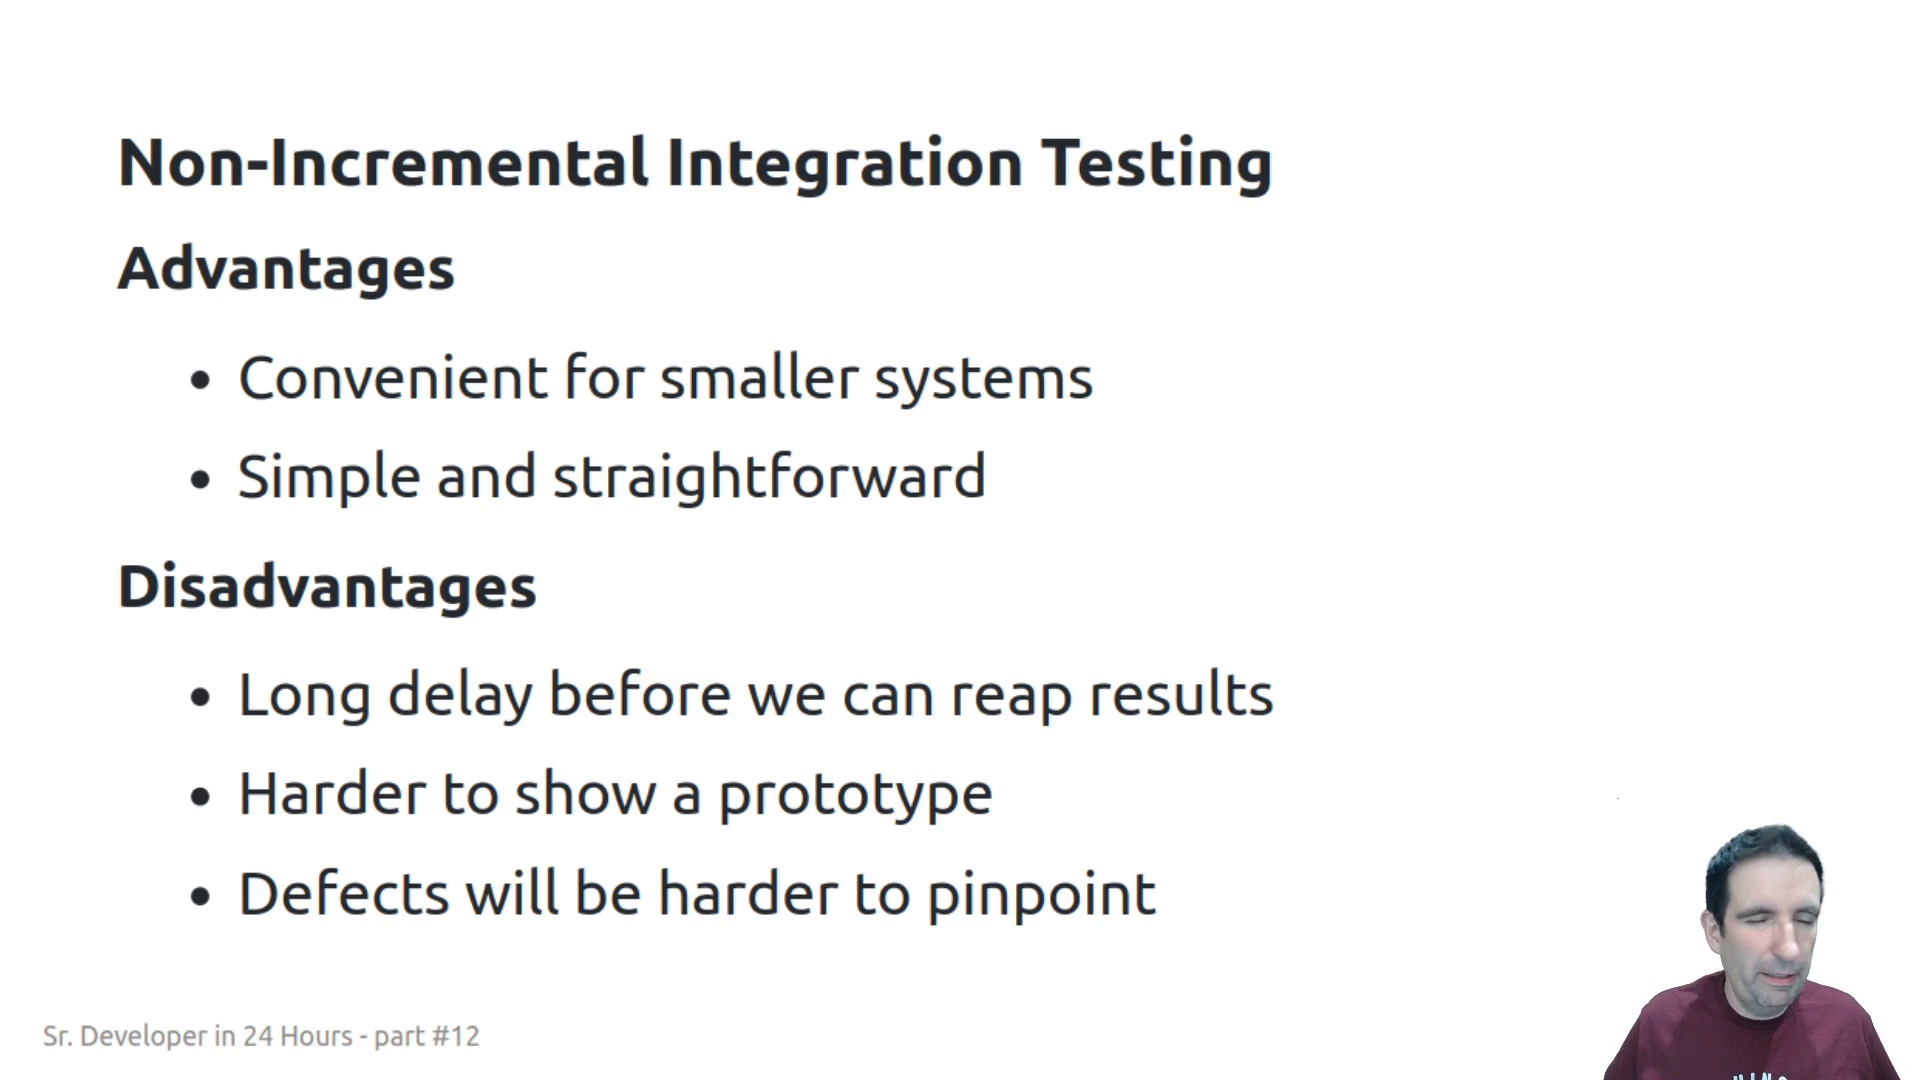 Non-Incremental Integration Testing
Advantages
• Convenient for smaller systems
• Simple and straightforward
Disadvantages
• Long delay before we can reap results
• Harder to show a prototype
• Defects will be harder to pinpoint
Sr. Developer in 24 Hours - part #12